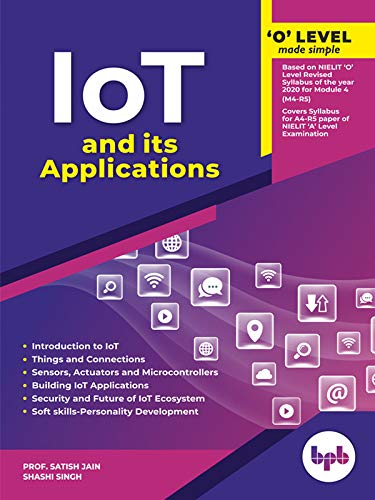 'O' LEVEL
made simple
Based on NIELIT 'O'
Level Revised
Syllabus of the year
2020 for Module 4
(M4-R5)
Covers Syllabus
for A4-R5 paper of
NIELIT 'A' Level
Examination
IoT
and its
Applications
• Introduction to IoT
• Things and Connections
• Sensors, Actuators and Microcontrollers
• Building IoT Applications
• Security and Future of IoT Ecosystem
• Soft skills-Personality Development
PROF. SATISH JAIN
SHASHI SINGH
bpb